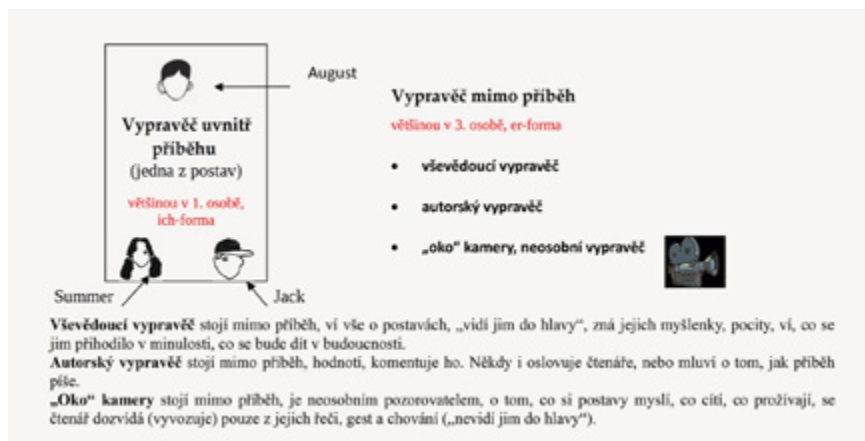 August
Vypravěč uvnitř
příběhu
(jedna z postav)
většinou v 1. osobě,
ich-forma
Summer
Jack
Vypravěč mimo příběh
většinou v 3. osobě, er-forma
• vševědoucí vypravěč
• autorský vypravěč
• „oko“ kamery, neosobní vypravěč
Vševědoucí vypravěč stojí mimo příběh, ví vše o postavách, „vidí jim do hlavy“, zná jejich myšlenky, pocity, ví, co se
jim přihodilo v minulosti, co se bude dít v budoucnosti.
Autorský vypravěč stojí mimo příběh, hodnotí, komentuje ho. Někdy i oslovuje čtenáře, nebo mluví o tom, jak příběh
píše.
„Oko“ kamery stojí mimo příběh, je neosobním pozorovatelem, o tom, co si postavy myslí, co cítí, co prožívají, se
čtenář dozvídá (vyvozuje) pouze z jejich řeči, gest a chování („nevidí jim do hlavy“).